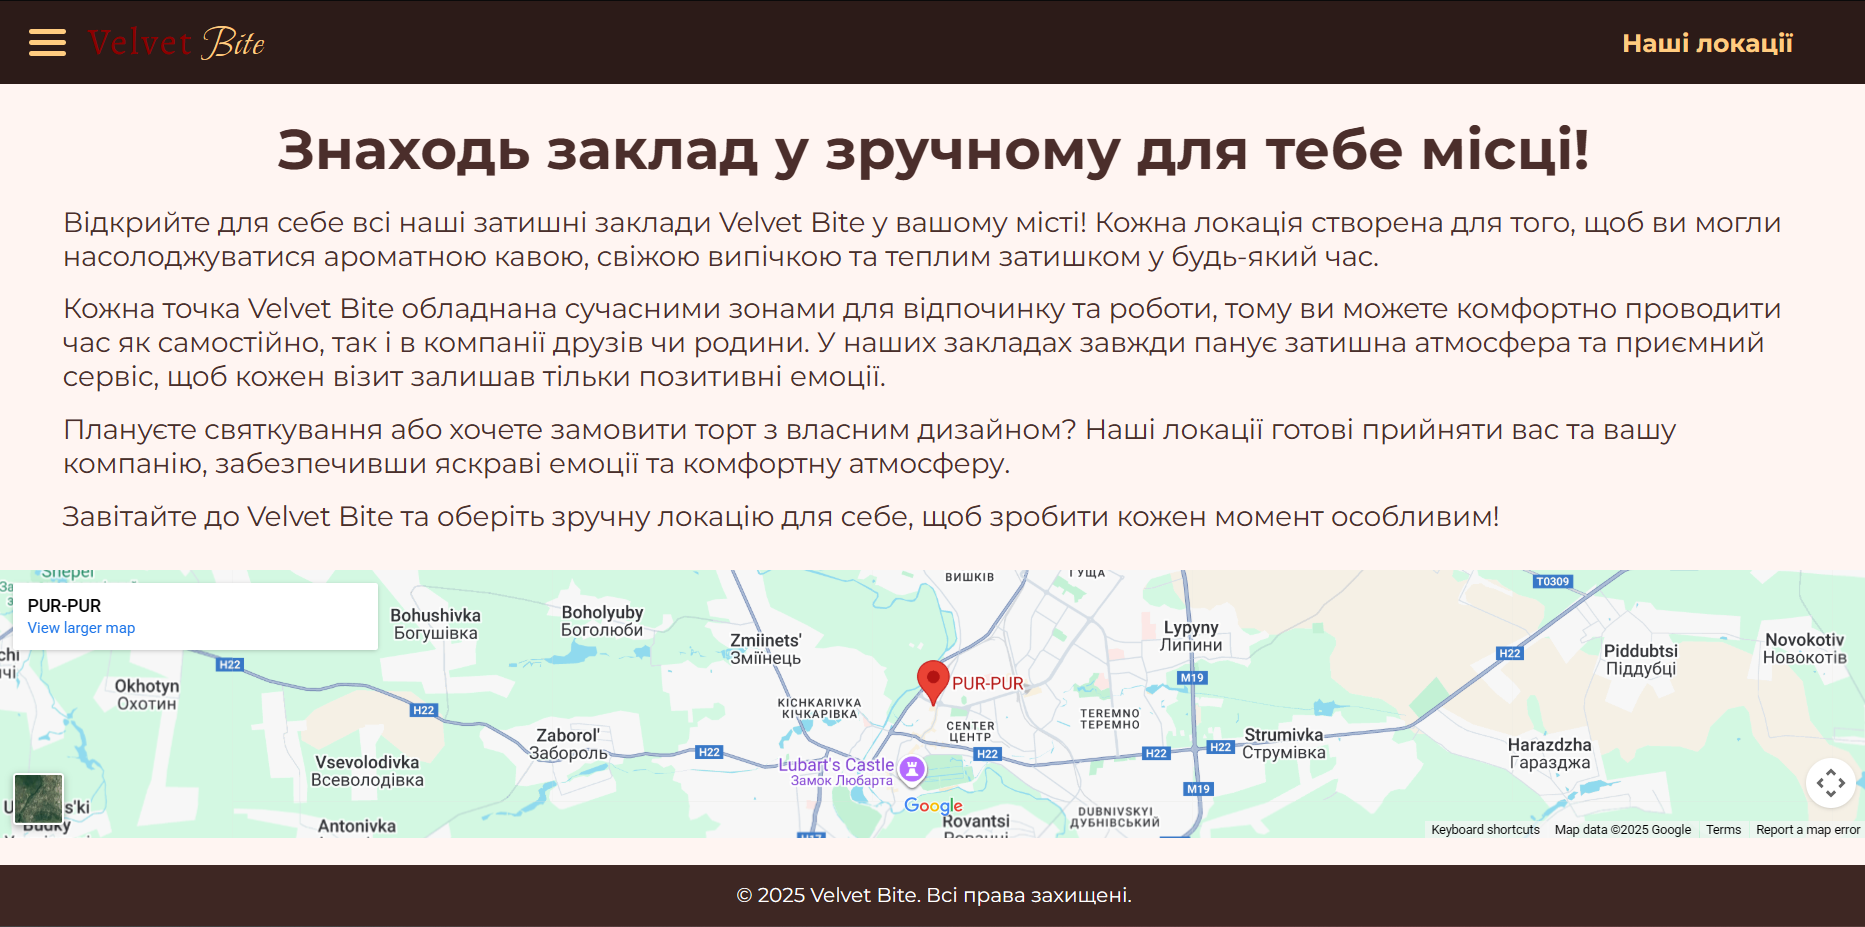 Velvet Bite
Наші локації
Знаходь заклад у зручному для тебе місці!
Відкрийте для себе всі наші затишні заклади Velvet Bite у вашому місті! Кожна локація створена для того, щоб ви могли
насолоджуватися ароматною кавою, свіжою випічкою та теплим затишком у будь-який час.
Кожна точка Velvet Bite обладнана сучасними зонами для відпочинку та роботи, тому ви можете комфортно проводити
час як самостійно, так і в компанії друзів чи родини. У наших закладах завжди панує затишна атмосфера та приємний
сервіс, щоб кожен візит залишав тільки позитивні емоції.
Плануєте святкування або хочете замовити торт з власним дизайном? Наші локації готові прийняти вас та вашу
компанію, забезпечивши яскраві емоції та комфортну атмосферу.
Завітайте до Velvet Bite та оберіть зручну локацію для себе, щоб зробити кожен момент особливим!
PUR-PUR
View larger map
Bohushivka
Богушівка
Boholyuby
Боголюби
Zmiinets'
Зміїнець
ВИШКІВ
ГУЩА
Lypyny
Липини
T0309
Piddubtsi
Піддубці
Novokotiv
Новокотів
H22
Okhotyn
Охотин
H22
KICHKARIVKA
КІЧКАРІВКА
PUR-PUR
CENTER
ЦЕНТР
TEREMNO
ТЕРЕМНО
M19
H22
Zaborol'
Забороль
H22
H22
H22
H22
Strumivka
Струмівка
Harazdzha
Гаразджа
Vsevolodivka
Всеволодівка
Lubart's Castle
Замок Любарта
M19
Google
Rovantsi
DUBNIVSKYI
ДУБНІВСЬКИЙ
Antonivka
Keyboard shortcuts Map data ©2025 Google Terms Report a map error
© 2025 Velvet Bite. Всі права захищені.